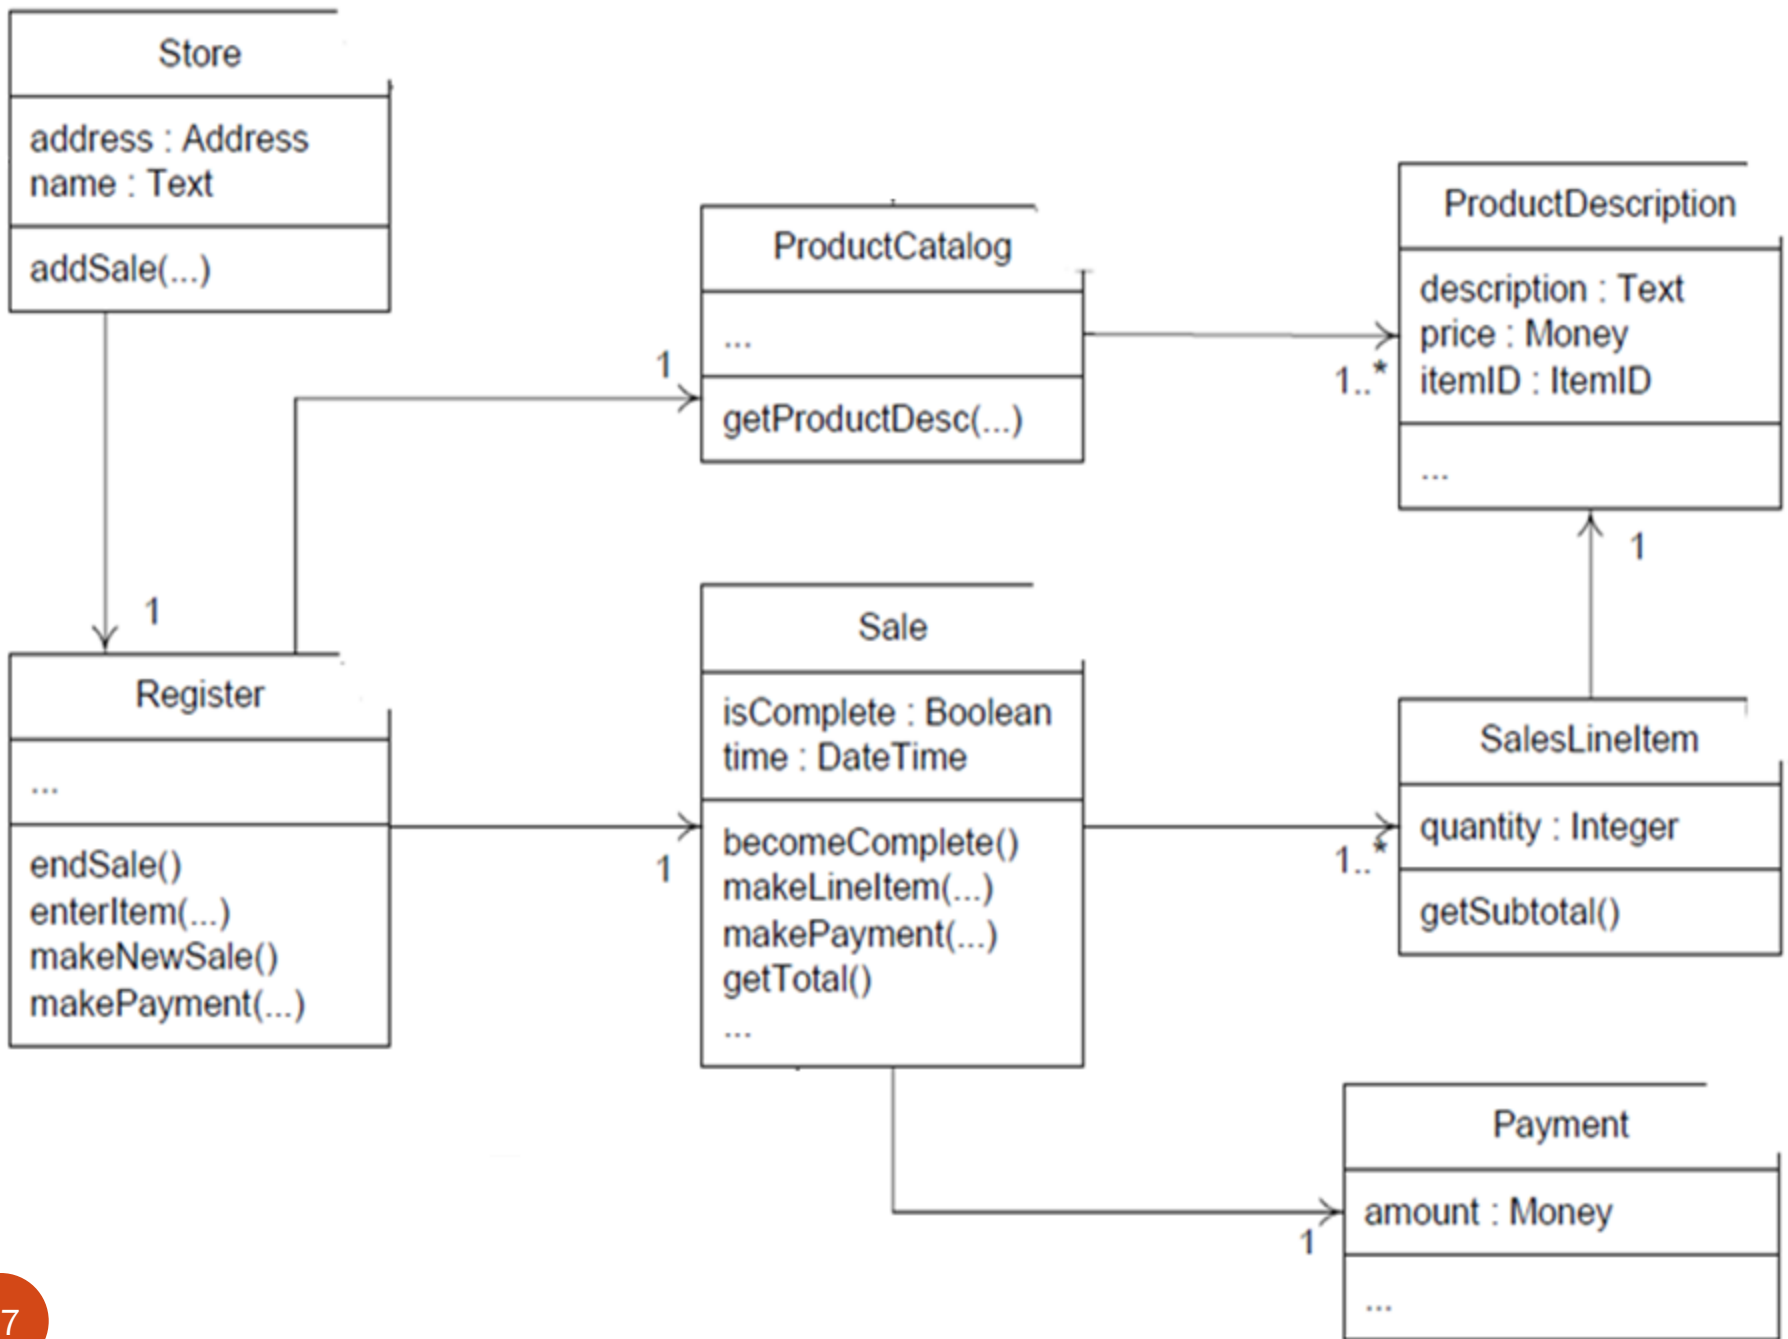 Store
address : Address
name : Text
addSale(...)
1
Register
...
endSale()
enterItem(...)
makeNewSale()
makePayment(...)
1
ProductCatalog
...
getProductDesc(...)
1..*
ProductDescription
description : Text
price : Money
itemID : ItemID
...
1
Sale
isComplete : Boolean
time : DateTime
becomeComplete()
makeLineItem(...)
makePayment(...)
getTotal()
...
1
1..*
SalesLineItem
quantity : Integer
getSubtotal()
1
Payment
amount : Money
...
7